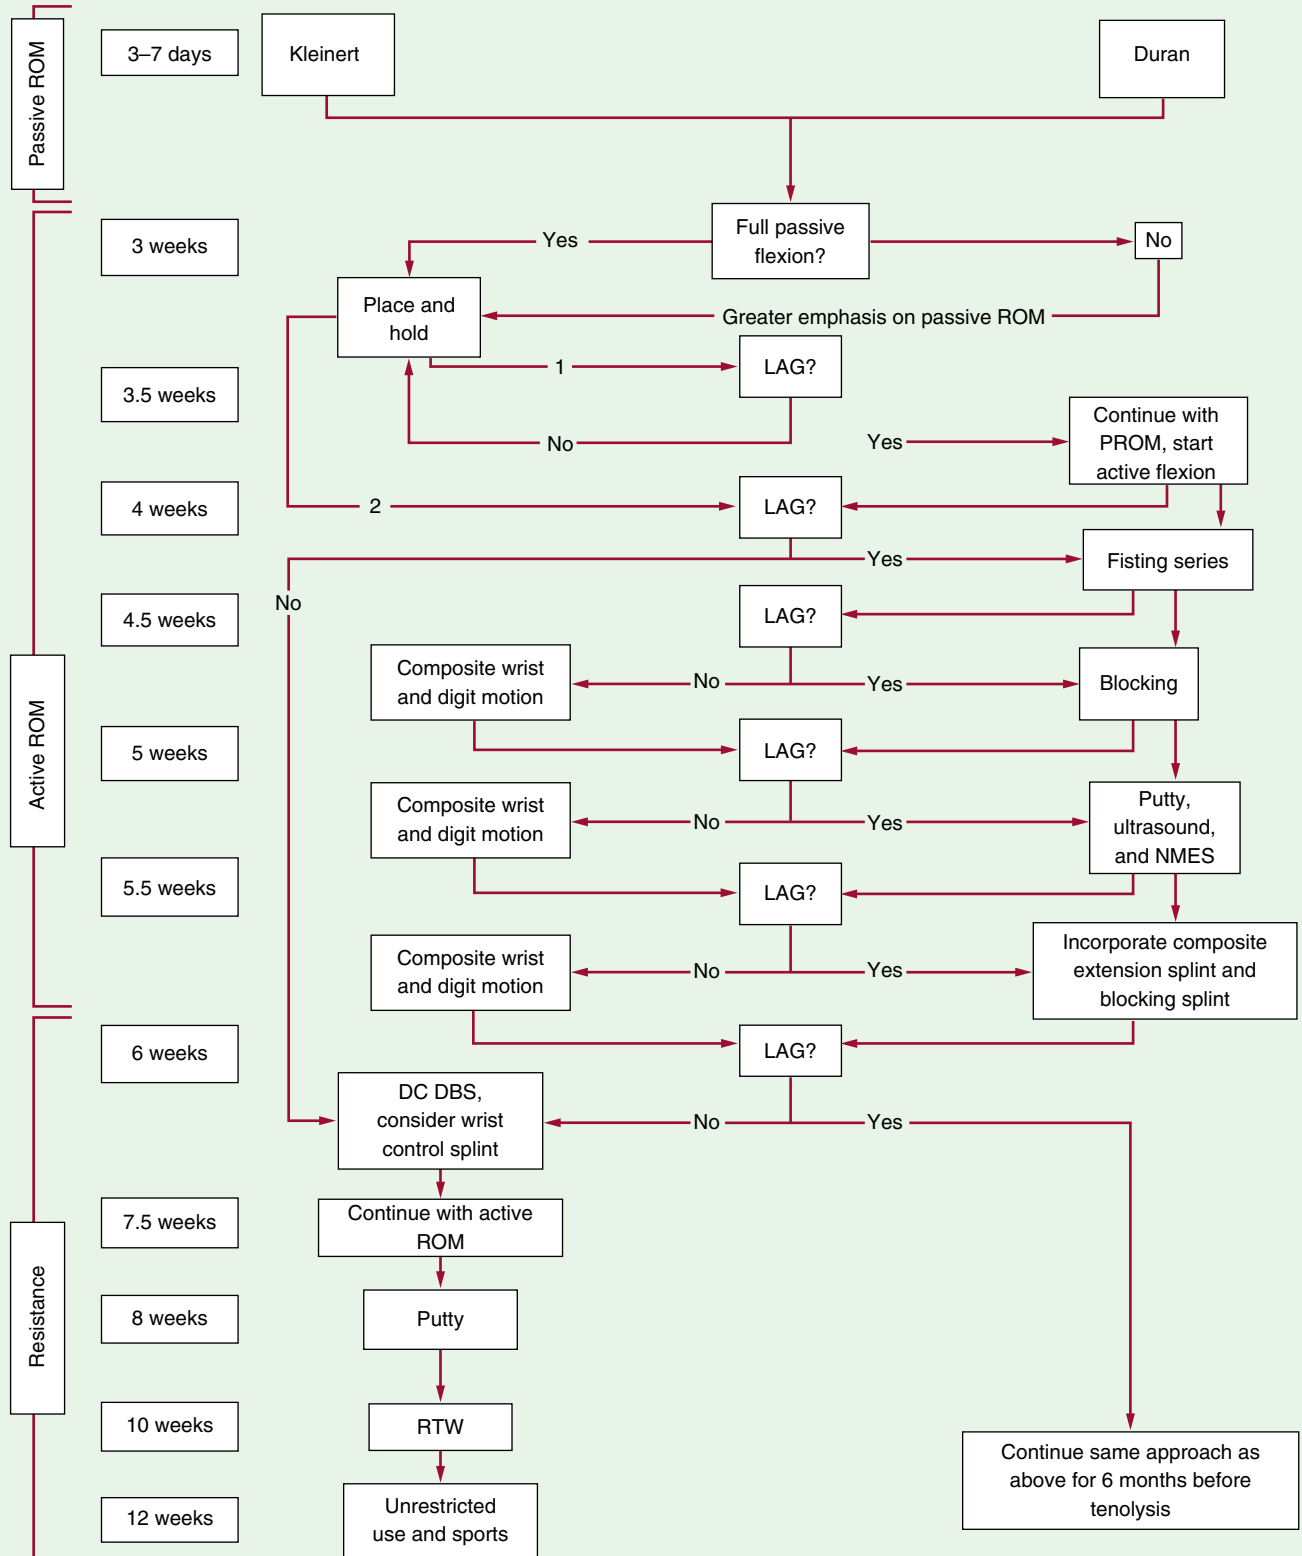 Passive ROM
3–7 days
Kleinert
Duran
3 weeks
Full passive
flexion?
Yes
No
Place and
hold
Greater emphasis on passive ROM
Active ROM
3.5 weeks
1
LAG?
No
Yes
Continue with
PROM, start
active flexion
4 weeks
2
LAG?
Yes
Fisting series
No
4.5 weeks
LAG?
Composite wrist
and digit motion
No
Yes
Blocking
5 weeks
LAG?
Composite wrist
and digit motion
No
Yes
Putty,
ultrasound,
and NMES
5.5 weeks
LAG?
Composite wrist
and digit motion
No
Yes
Incorporate composite
extension splint and
blocking splint
Resistance
6 weeks
LAG?
DC DBS,
consider wrist
control splint
No
Yes
7.5 weeks
Continue with active
ROM
8 weeks
Putty
10 weeks
RTW
Continue same approach as
above for 6 months before
tenolysis
12 weeks
Unrestricted
use and sports